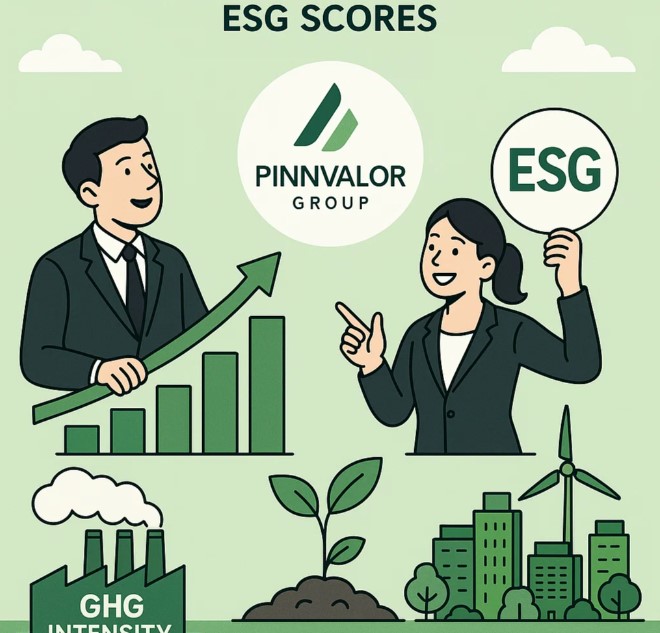 ESG SCORES
PINNVALOR
GROUP
ESG
GHG
INTENSITY